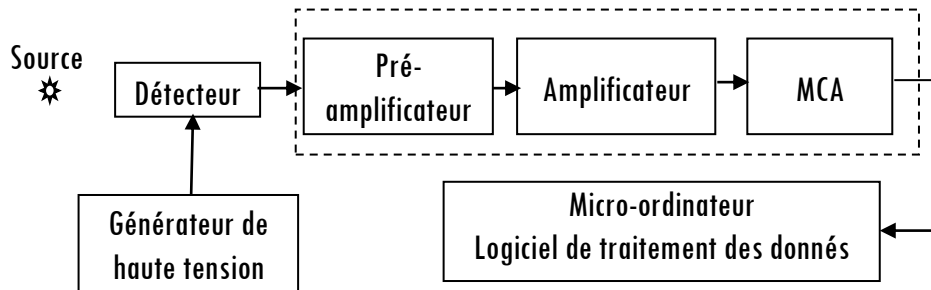 Source
Détecteur
Pré-
amplificateur
Amplificateur
MCA
Générateur de
haute tension
Micro-ordinateur
Logiciel de traitement des donnés